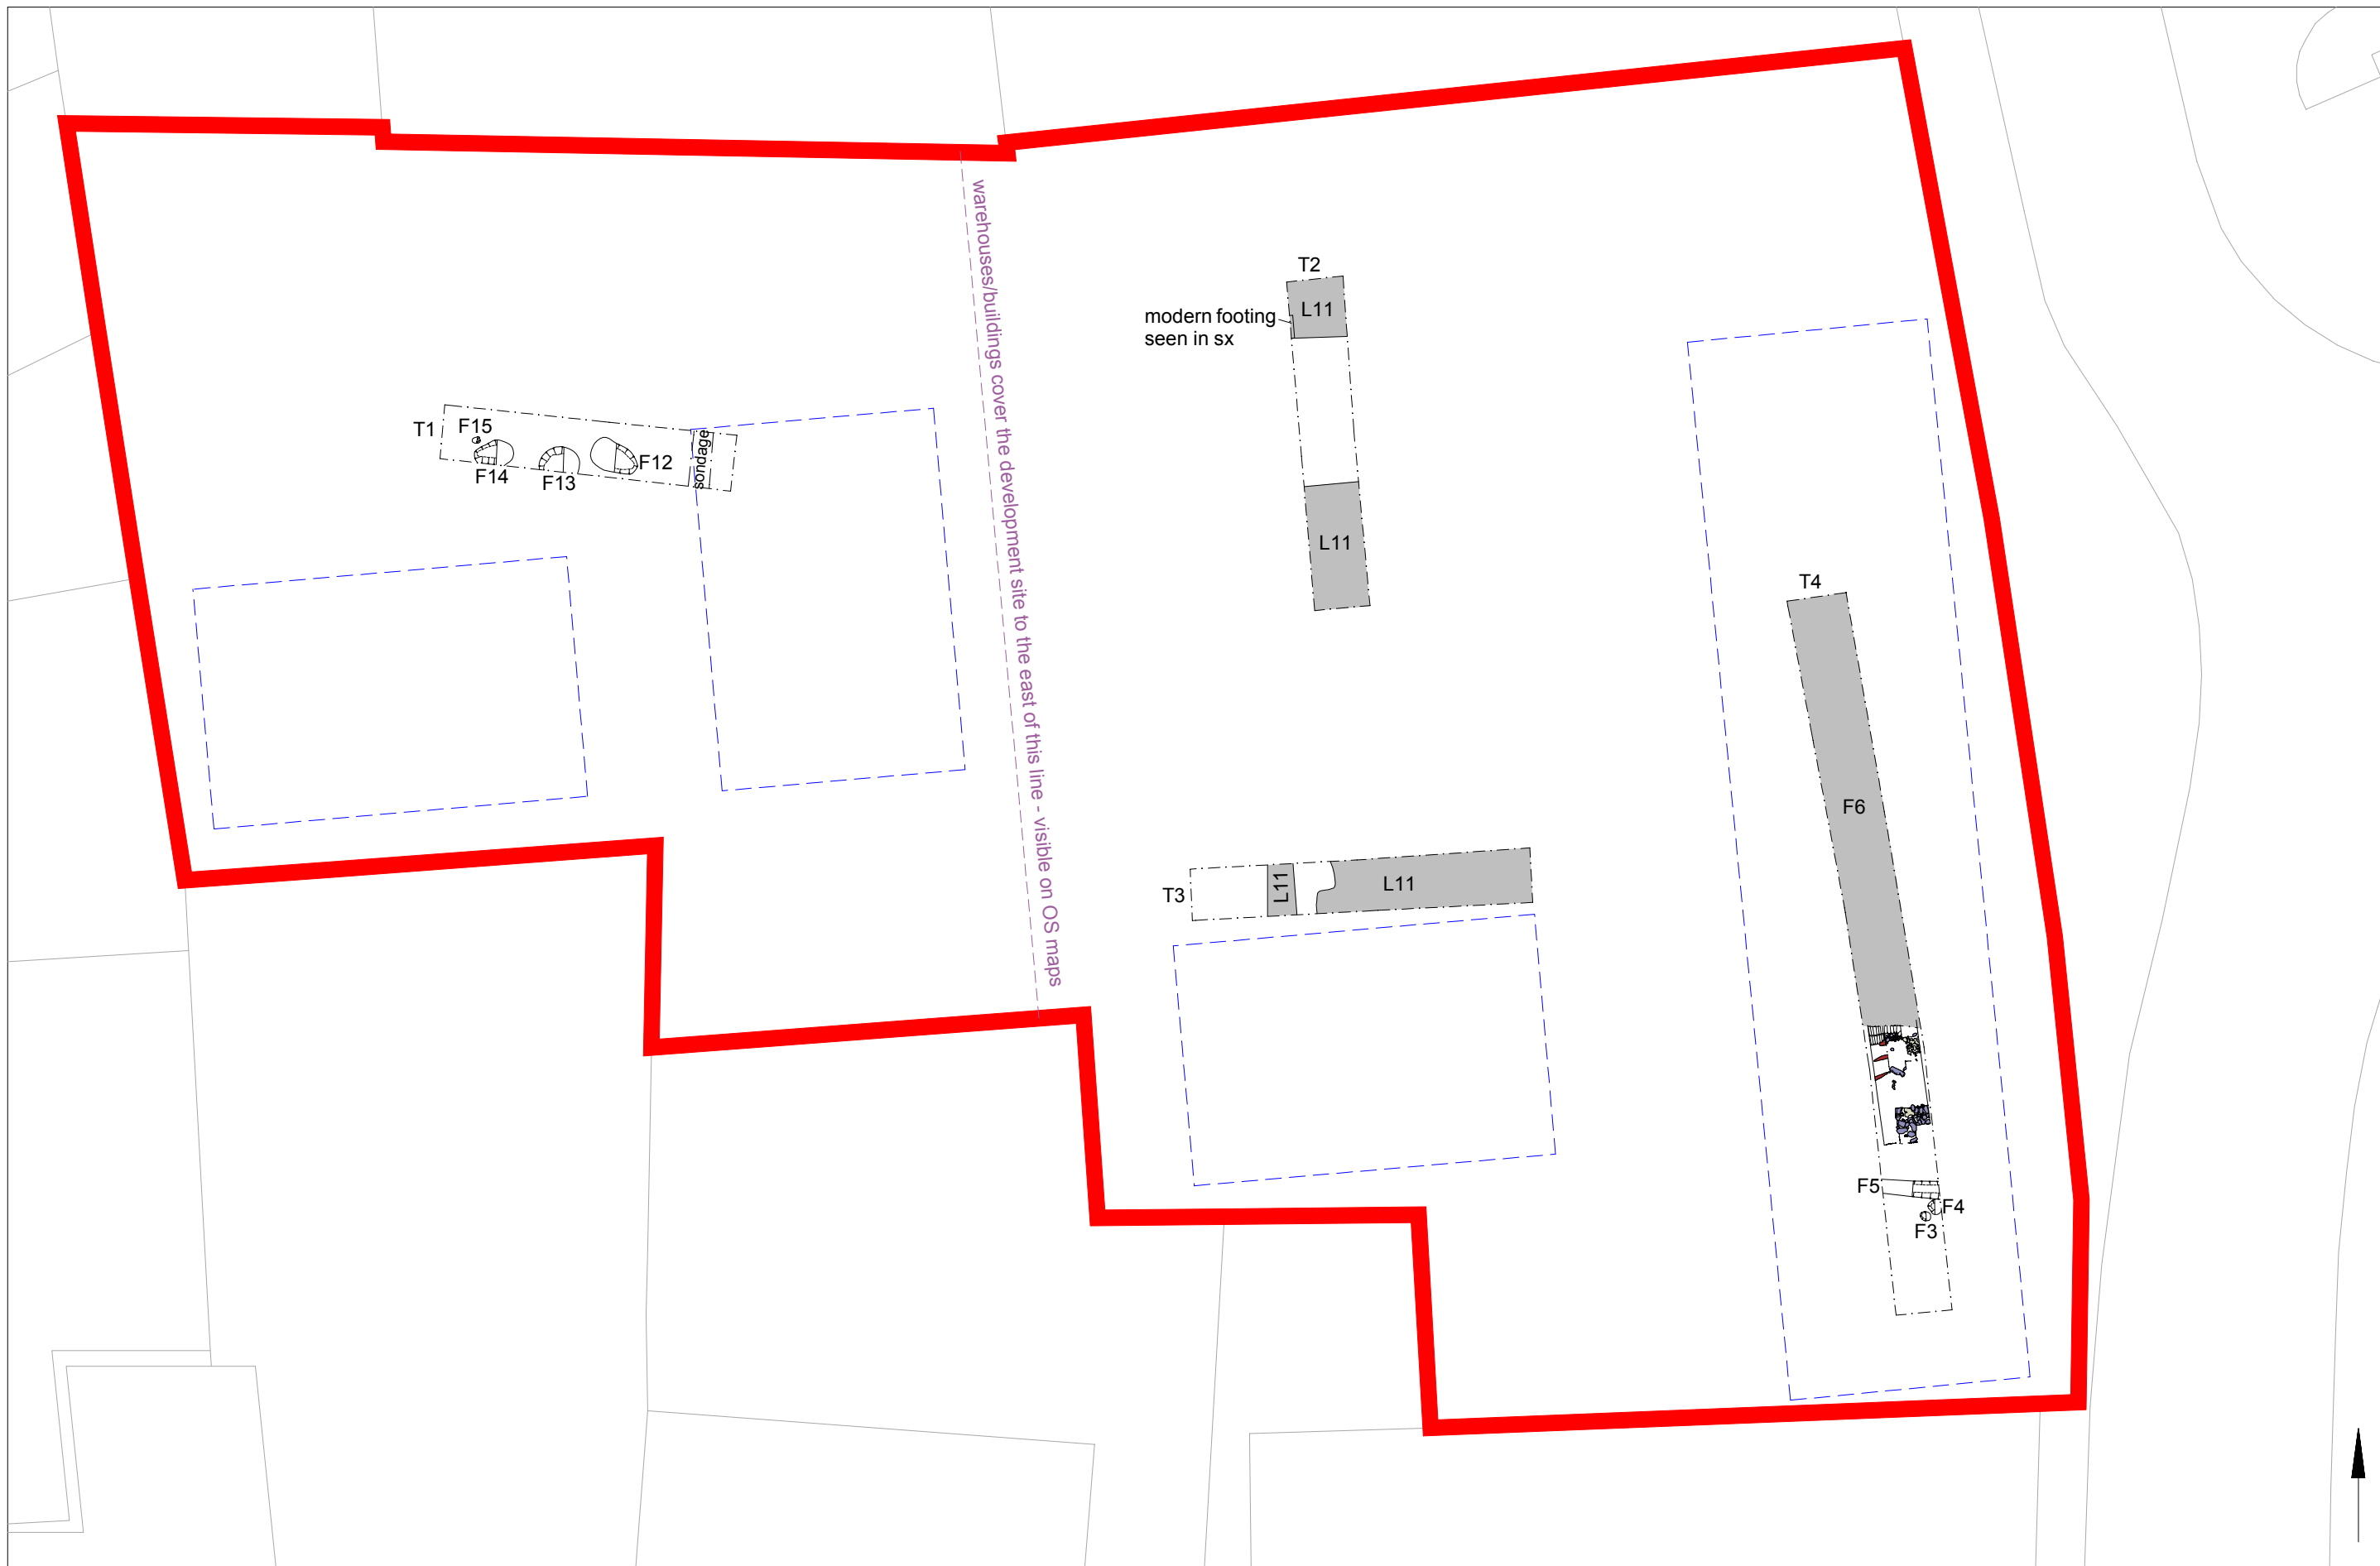 T1
F15
F14
F13
F12
sondage
warehouses/buildings cover the development site to the east of this line - visible on OS maps
T2
L11
modern footing
seen in sx
L11
T3
L11
L11
T4
F6
F5
F4
F3